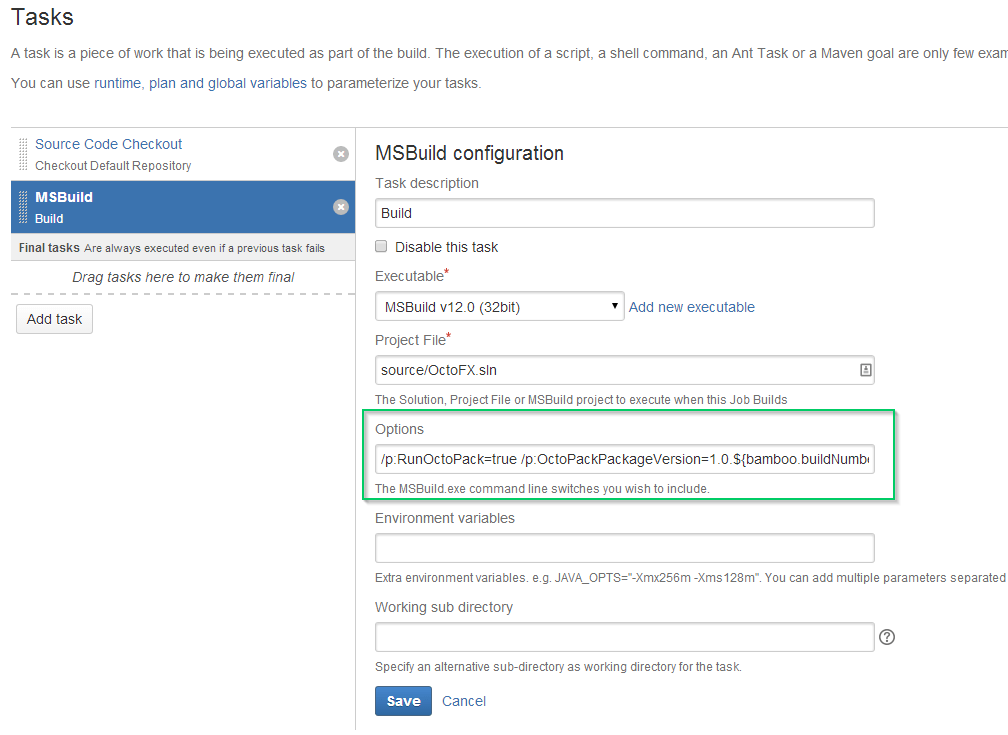 Tasks
A task is a piece of work that is being executed as part of the build. The execution of a script, a shell command, an Ant Task or a Maven goal are only few exam
You can use runtime, plan and global variables to parameterize your tasks.
Source Code Checkout
Checkout Default Repository
MSBuild
Build
Final tasks Are always executed even if a previous task fails
Drag tasks here to make them final
Add task
MSBuild configuration
Task description
Build
Disable this task
Executable*
MSBuild v12.0 (32bit)
Add new executable
Project File*
source/OctoFX.sln
The Solution, Project File or MSBuild project to execute when this Job Builds
Options
/p:RunOctoPack=true /p:OctoPackPackageVersion=1.0.${bamboo.buildNumbe
The MSBuild.exe command line switches you wish to include.
Environment variables
Extra environment variables. e.g. JAVA_OPTS="-Xmx256m -Xms128m". You can add multiple parameters separated
Working sub directory
?
Specify an alternative sub-directory as working directory for the task.
Save Cancel